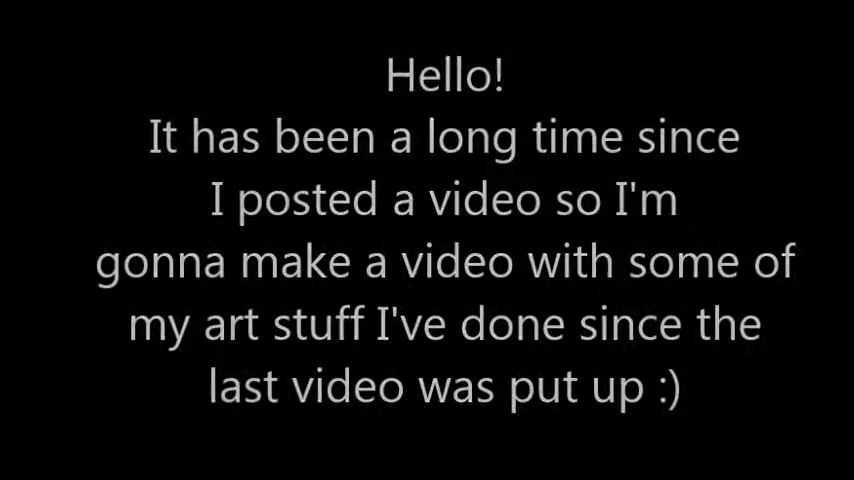 Hello!
It has been a long time since
I posted a video so I'm
gonna make a video with some of
my art stuff I've done since the
last video was put up :)